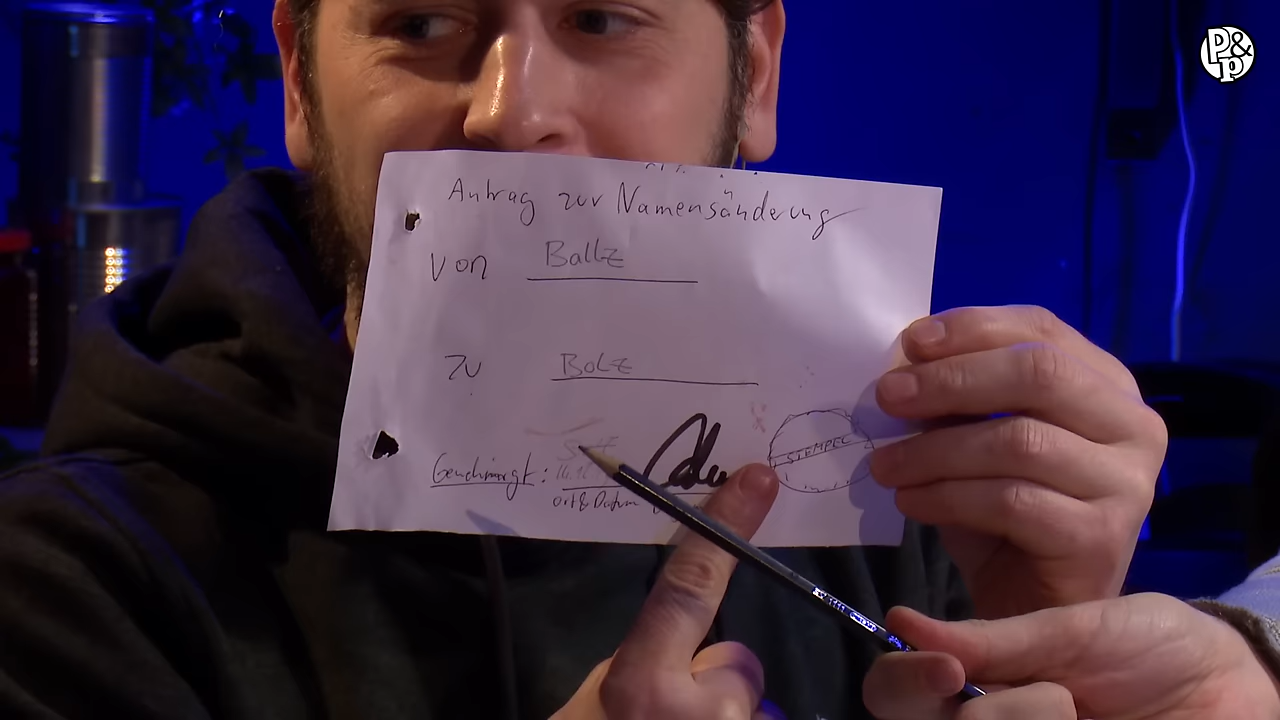 P&P
Antrag zur Namensänderung
von Ballz
zu Bolz
STEMPEL
Genehmigt:
Ort & Datum